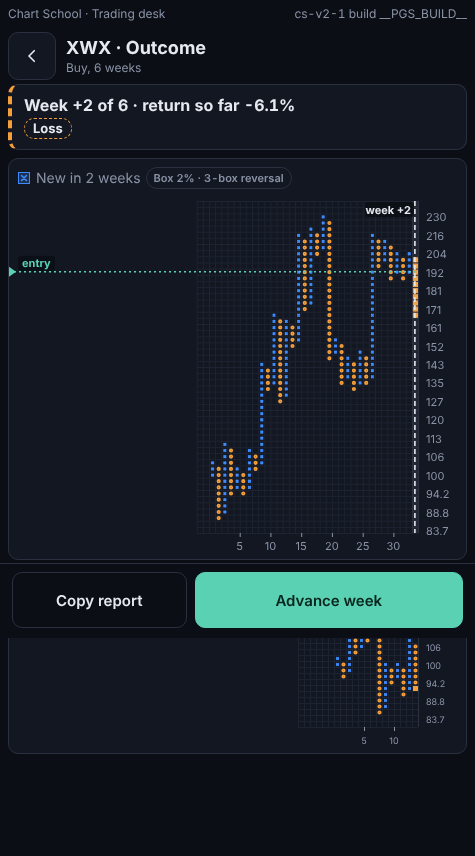 Chart School · Trading desk
cs-v2-1 build __PGS_BUILD__
XWX · Outcome
Buy, 6 weeks
Week +2 of 6 · return so far -6.1%
Loss
New in 2 weeks
Box 2% · 3-box reversal
week +2
entry
230
216
204
192
181
171
161
152
143
135
127
120
113
106
100
94.2
88.8
83.7
5 10 15 20 25 30
Copy report
Advance week
106
100
94.2
88.8
83.7
5 10